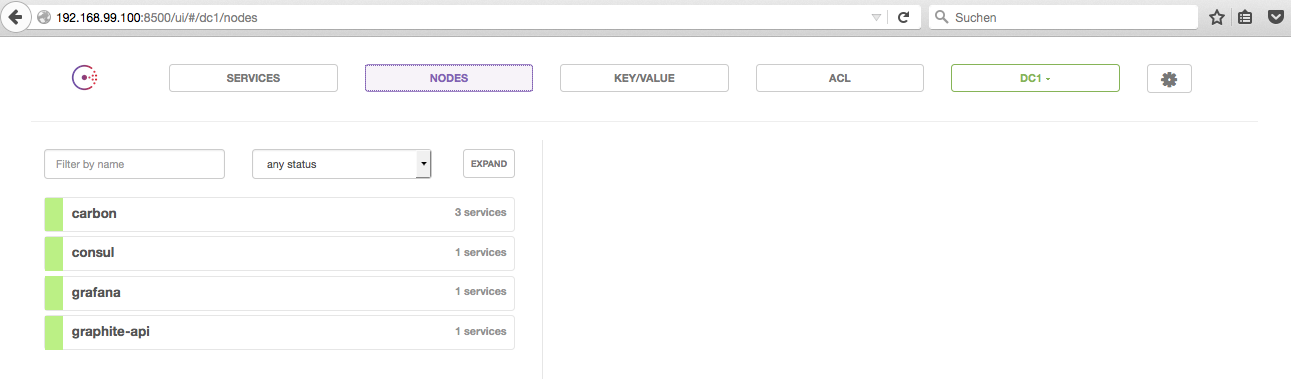 192.168.99.100:8500/ui/#/dc1/nodes
Suchen
SERVICES
NODES
KEY/VALUE
ACL
DC1
Filter by name
any status
EXPAND
carbon 3 services
consul 1 services
grafana 1 services
graphite-api 1 services